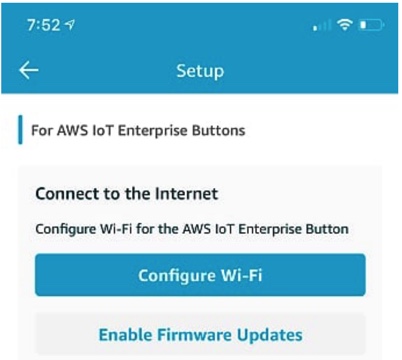 7:52
Setup
For AWS IoT Enterprise Buttons
Connect to the Internet
Configure Wi-Fi for the AWS IoT Enterprise Button
Configure Wi-Fi
Enable Firmware Updates